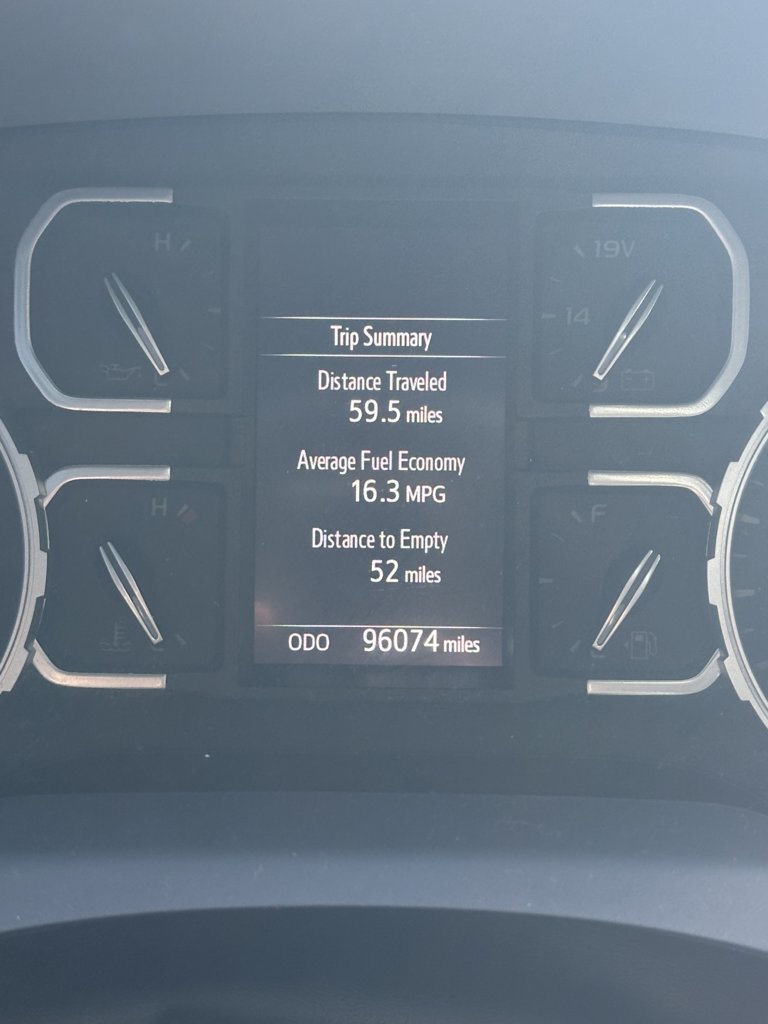 H
19V
14
Trip Summary
Distance Traveled
59.5 miles
Average Fuel Economy
16.3 MPG
Distance to Empty
52 miles
H
F
ODO 96074 miles